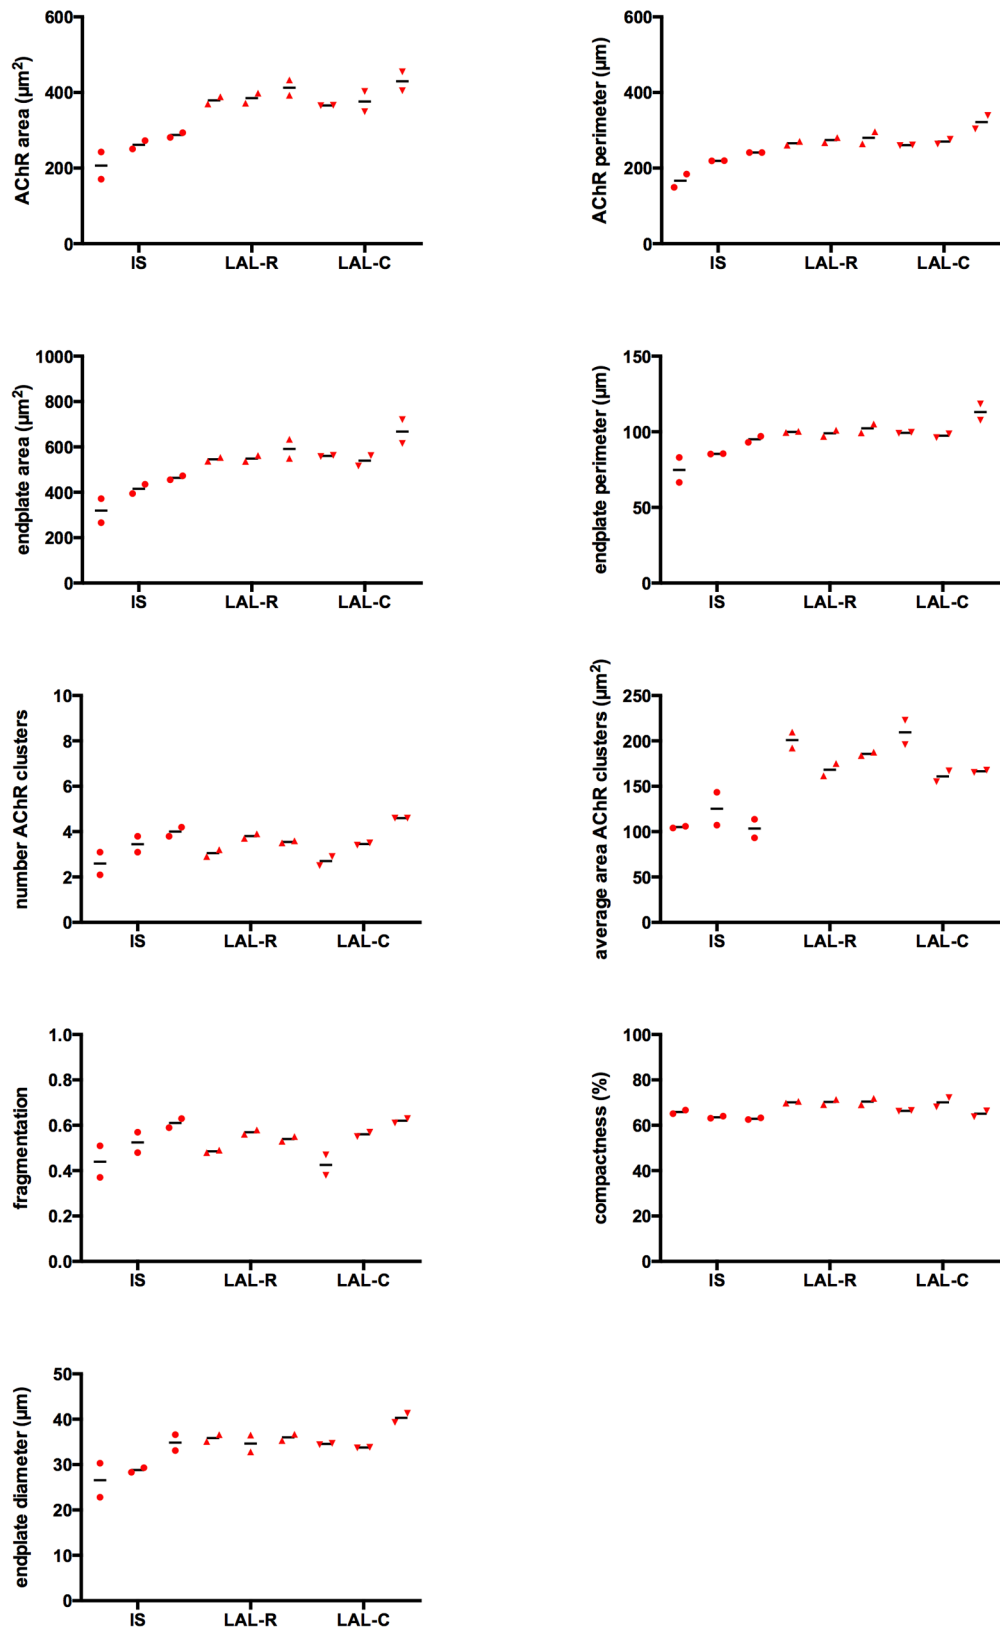 AChR area (μm²)
600
400
200
0
IS LAL-R LAL-C
AChR perimeter (μm)
600
400
200
0
IS LAL-R LAL-C
endplate area (μm²)
1000
800
600
400
200
0
IS LAL-R LAL-C
endplate perimeter (μm)
150
100
50
0
IS LAL-R LAL-C
number AChR clusters
10
8
6
4
2
0
IS LAL-R LAL-C
average area AChR clusters (μm²)
250
200
150
100
50
0
IS LAL-R LAL-C
fragmentation
1.0
0.8
0.6
0.4
0.2
0.0
IS LAL-R LAL-C
compactness (%)
100
80
60
40
20
0
IS LAL-R LAL-C
endplate diameter (μm)
50
40
30
20
10
0
IS LAL-R LAL-C